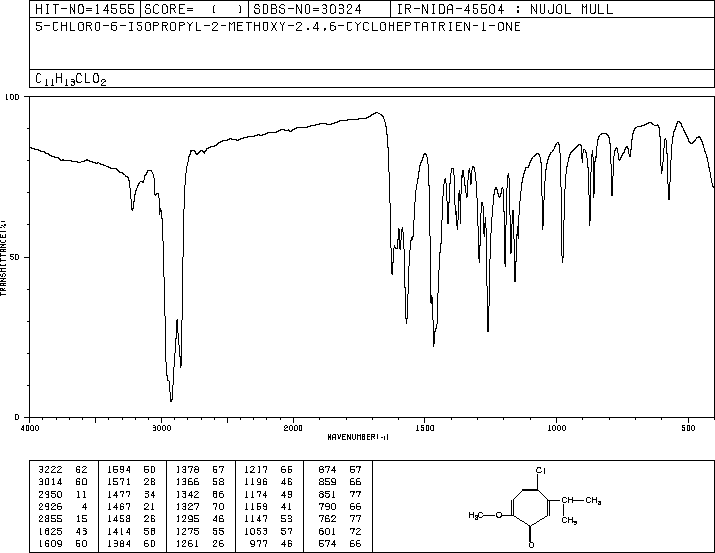 HIT-NO=14555 SCORE= ( ) SDBS-NO=30324 IR-NIDA-45504 : NUJOL MULL
5-CHLORO-6-ISOPROPYL-2-METHOXY-2,4,6-CYCLOHEPTATRIEN-1-ONE
C11H13CLO2
100
50
0
TRANSMITTANCE(%)
4000 3000 2000 1500 1000 500
WAVENUMBER(-1)
3222 62 1594 50 1378 57 1217 66 874 57
3014 60 1571 28 1366 58 1196 46 859 66
2950 11 1477 34 1342 66 1174 49 851 77
2926 4 1467 21 1327 70 1159 41 790 66
2855 15 1458 26 1295 46 1147 53 762 77
1625 43 1414 58 1275 55 1053 57 601 72
1609 50 1384 60 1261 26 977 46 574 66
Cl
CH—CH3
CH3
MeO
O